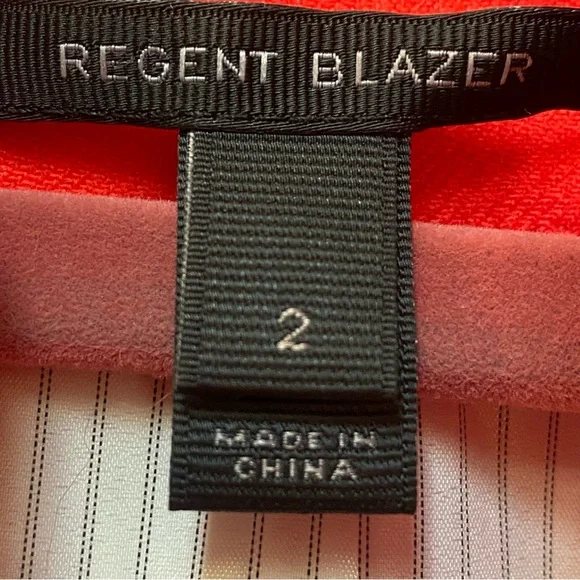 REGENT BLAZER
2
MADE IN
CHINA